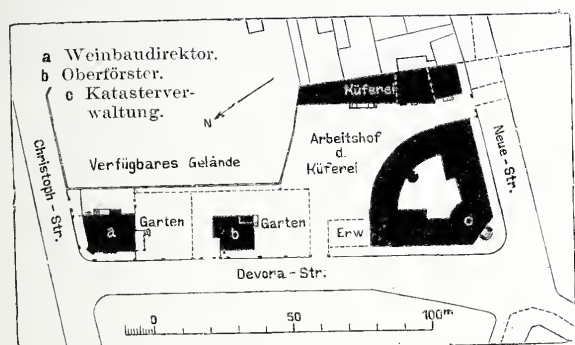 a Weinbaudirektor.
b Oberförster.
c Katasterver-
waltung.
Küferei
N
Arbeitshof
d.
Küferei
Neue-Str.
Christoph-Str.
Verfügbares Gelände
a
Garten
b
Garten
Erw
c
Devora-Str.
0
50
100m